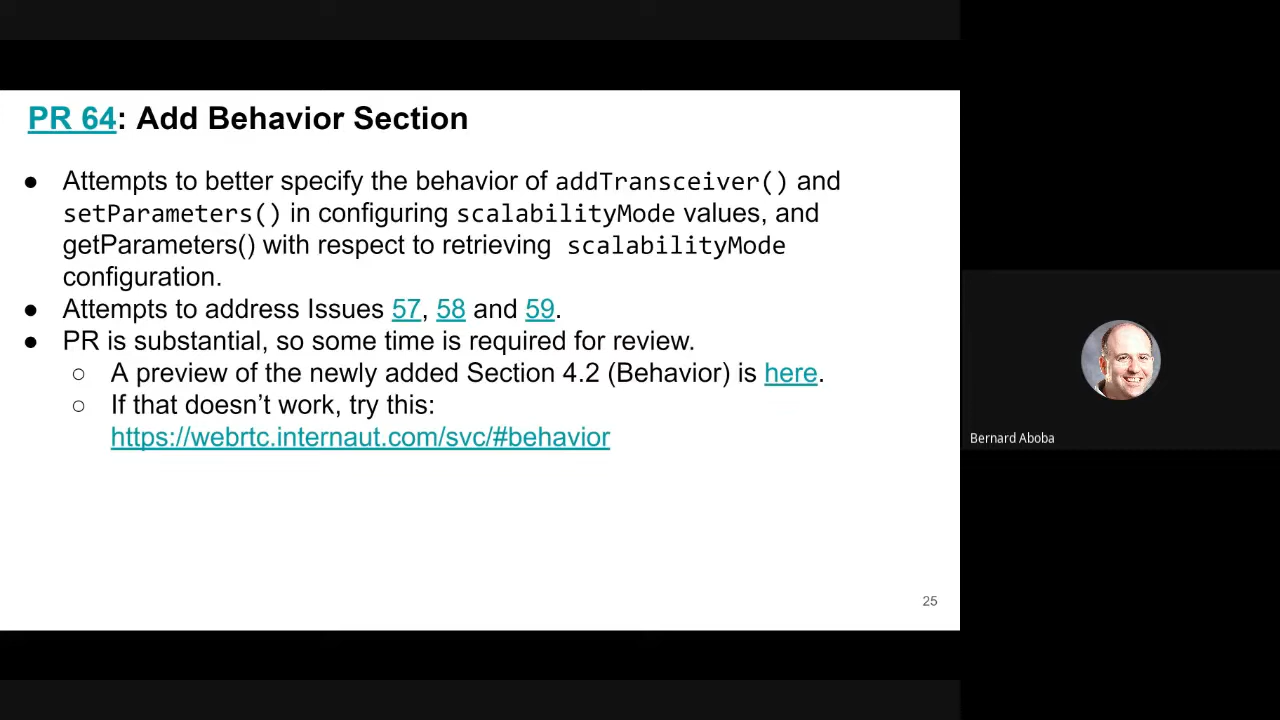 PR 64: Add Behavior Section
● Attempts to better specify the behavior of addTransceiver() and
setParameters() in configuring scalabilityMode values, and
getParameters() with respect to retrieving scalabilityMode
configuration.
● Attempts to address Issues 57, 58 and 59.
● PR is substantial, so some time is required for review.
○ A preview of the newly added Section 4.2 (Behavior) is here.
○ If that doesn’t work, try this:
https://webrtc.internaut.com/svc/#behavior
25
Bernard Aboba